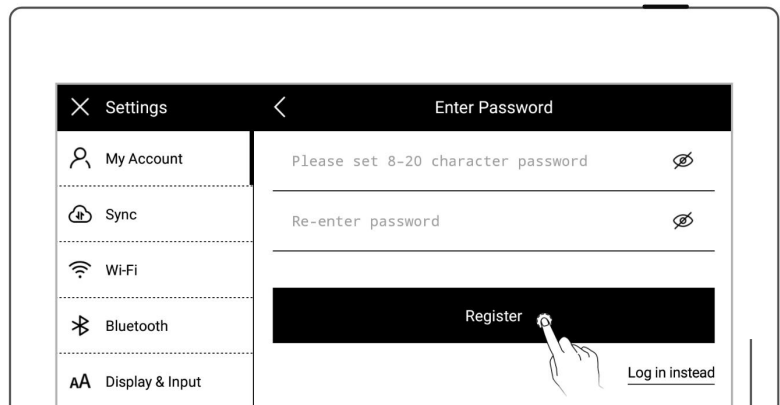 Settings
Enter Password
My Account
Please set 8-20 character password
Sync
Re-enter password
Wi-Fi
Bluetooth
Register
AA Display & Input
Log in instead